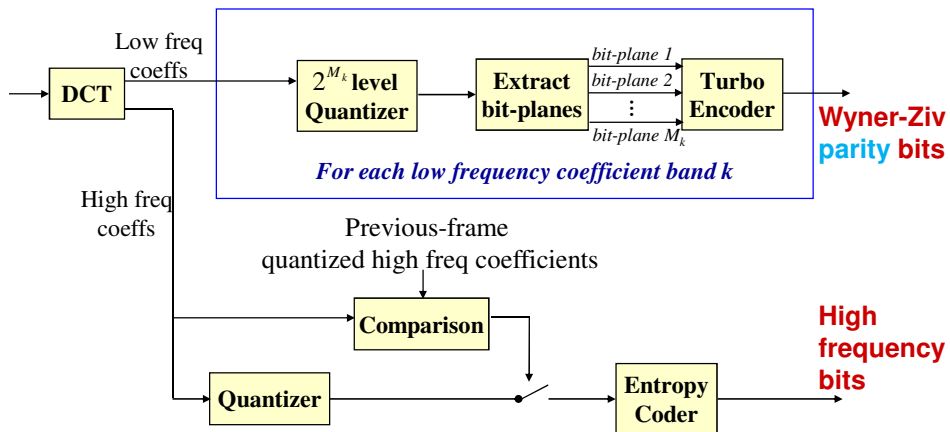 Low freq
coeffs
DCT
2^{M_k} level
Quantizer
Extract
bit-planes
bit-plane 1
bit-plane 2
⋮
bit-plane M_k
Turbo
Encoder
Wyner-Ziv
parity bits
For each low frequency coefficient band k
High freq
coeffs
Previous-frame
quantized high freq coefficients
Comparison
Quantizer
Entropy
Coder
High
frequency
bits